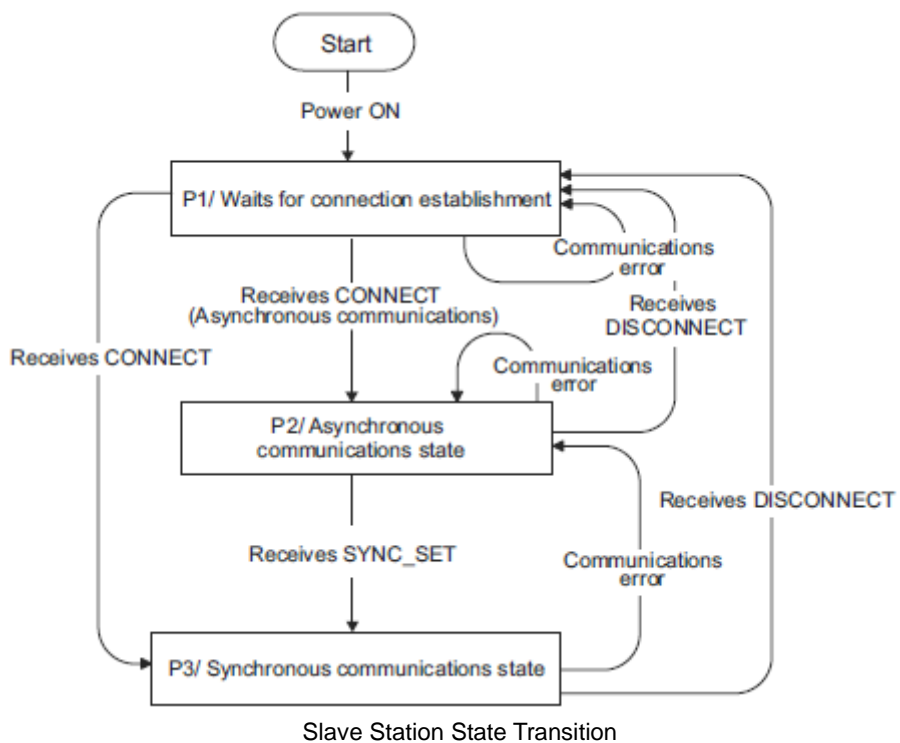 Start
Power ON
P1/ Waits for connection establishment
Communications
error
Receives CONNECT
(Asynchronous communications)
Receives
DISCONNECT
Receives CONNECT
Communications
error
P2/ Asynchronous
communications state
Receives DISCONNECT
Receives SYNC_SET
Communications
error
P3/ Synchronous communications state
Slave Station State Transition